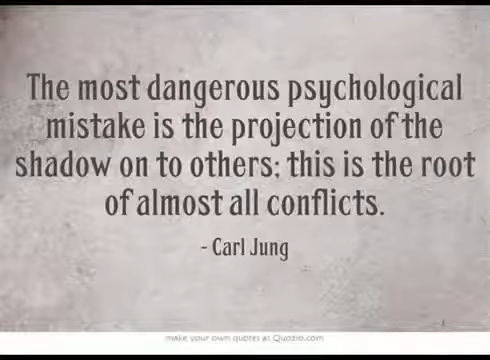 The most dangerous psychological
mistake is the projection of the
shadow on to others; this is the root
of almost all conflicts.
- Carl Jung
make your own quotes at Quozio.com